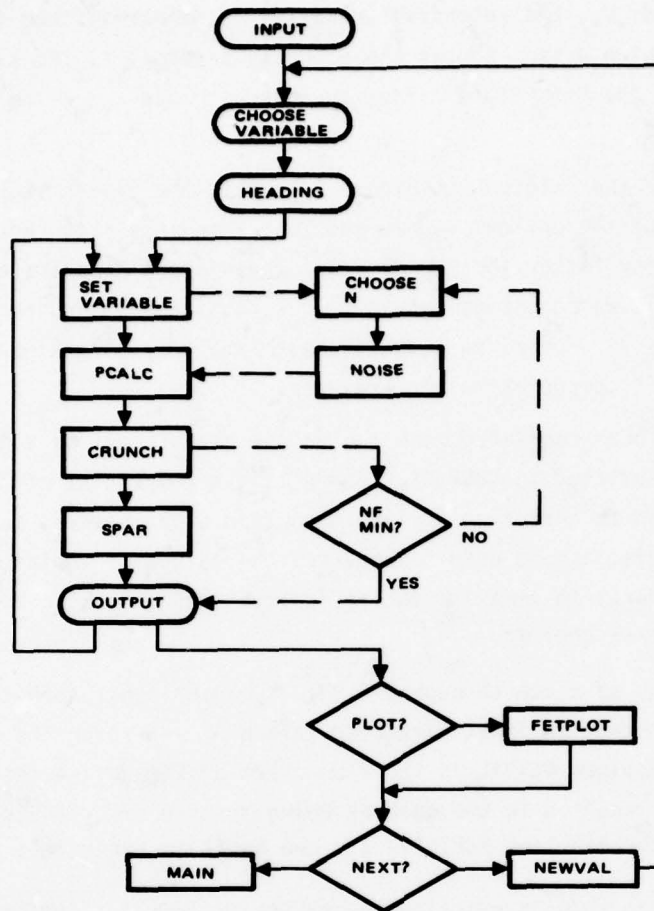 INPUT
CHOOSE
VARIABLE
HEADING
SET
VARIABLE
CHOOSE
N
PCALC
NOISE
CRUNCH
NF
MIN?
NO
SPAR
YES
OUTPUT
PLOT?
FETPLOT
MAIN
NEXT?
NEWVAL